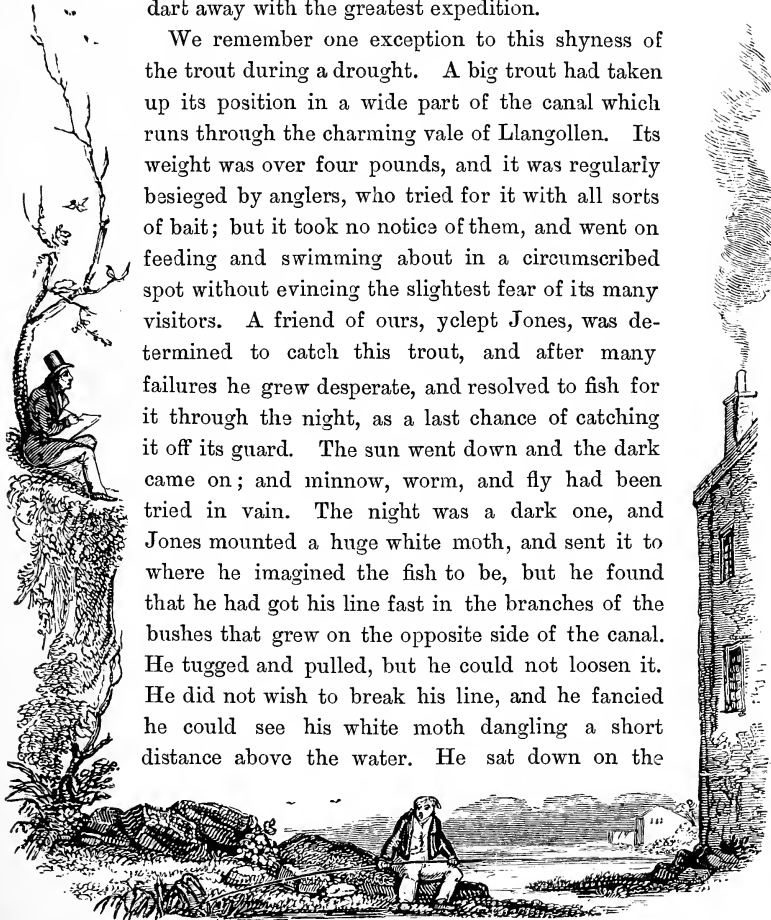 dart away with the greatest expedition.
We remember one exception to this shyness of
the trout during a drought. A big trout had taken
up its position in a wide part of the canal which
runs through the charming vale of Llangollen. Its
weight was over four pounds, and it was regularly
besieged by anglers, who tried for it with all sorts
of bait; but it took no notice of them, and went on
feeding and swimming about in a circumscribed
spot without evincing the slightest fear of its many
visitors. A friend of ours, yclept Jones, was de-
termined to catch this trout, and after many
failures he grew desperate, and resolved to fish for
it through the night, as a last chance of catching
it off its guard. The sun went down and the dark
came on; and minnow, worm, and fly had been
tried in vain. The night was a dark one, and
Jones mounted a huge white moth, and sent it to
where he imagined the fish to be, but he found
that he had got his line fast in the branches of the
bushes that grew on the opposite side of the canal.
He tugged and pulled, but he could not loosen it.
He did not wish to break his line, and he fancied
he could see his white moth dangling a short
distance above the water. He sat down on the